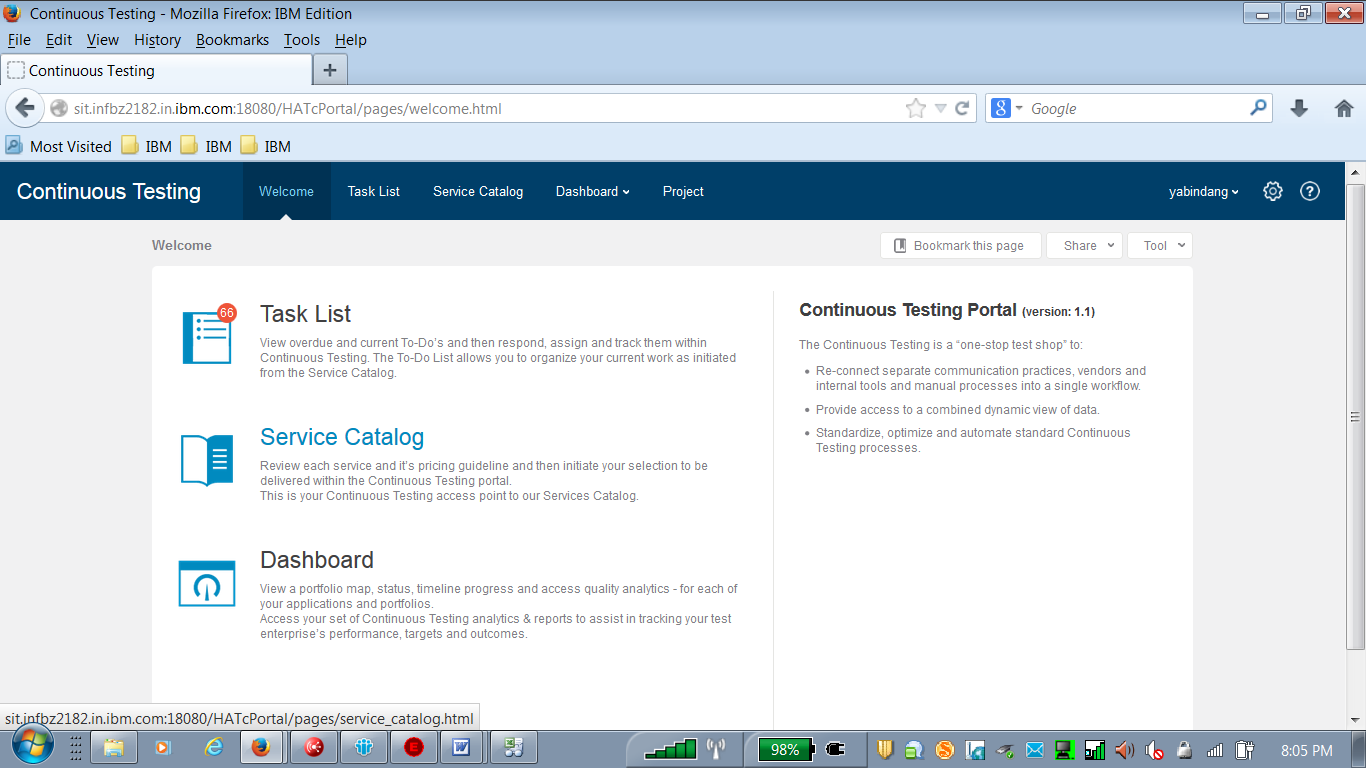 Continuous Testing - Mozilla Firefox: IBM Edition
File Edit View History Bookmarks Tools Help
Continuous Testing
sit.infbz2182.in.ibm.com:18080/HATcPortal/pages/welcome.html
Google
Most Visited IBM IBM IBM
Continuous Testing Welcome Task List Service Catalog Dashboard Project yabindang
Welcome
Bookmark this page Share Tool
66
Task List
View overdue and current To-Do's and then respond, assign and track them within
Continuous Testing. The To-Do List allows you to organize your current work as initiated
from the Service Catalog.
Service Catalog
Review each service and it's pricing guideline and then initiate your selection to be
delivered within the Continuous Testing portal.
This is your Continuous Testing access point to our Services Catalog.
Dashboard
View a portfolio map, status, timeline progress and access quality analytics - for each of
your applications and portfolios.
Access your set of Continuous Testing analytics & reports to assist in tracking your test
enterprise's performance, targets and outcomes.
Continuous Testing Portal (version: 1.1)
The Continuous Testing is a “one-stop test shop” to:
• Re-connect separate communication practices, vendors and
internal tools and manual processes into a single workflow.
• Provide access to a combined dynamic view of data.
• Standardize, optimize and automate standard Continuous
Testing processes.
sit.infbz2182.in.ibm.com:18080/HATcPortal/pages/service_catalog.html
98%
8:05 PM